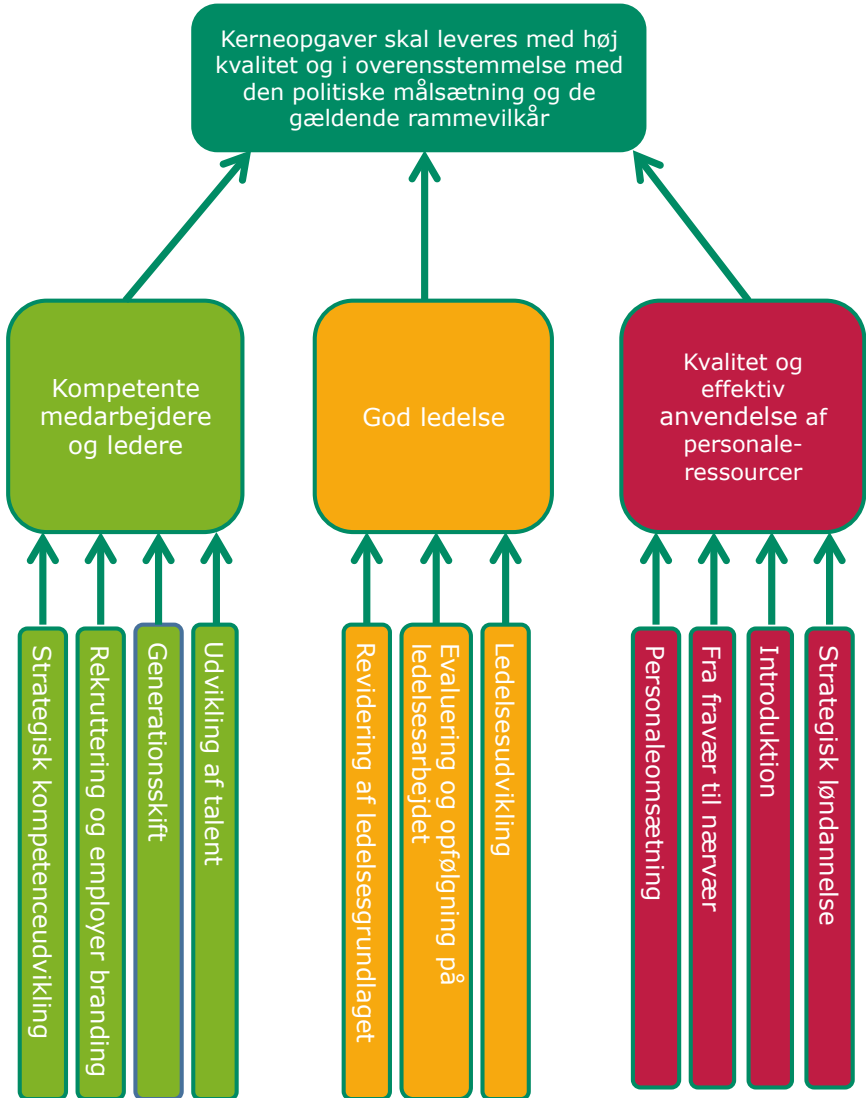 Kerneopgaver skal leveres med høj
kvalitet og i overensstemmelse med
den politiske målsætning og de
gældende rammevilkår
Kompetente
medarbejdere
og ledere
God ledelse
Kvalitet og
effektiv
anvendelse af
personale-
ressourcer
Strategisk kompetenceudvikling
Rekruttering og employer branding
Generationsskift
Udvikling af talent
Revidering af ledelsesgrundlaget
Evaluering og opfølgning på
ledelsesarbejdet
Ledelsesudvikling
Personaleomsætning
Fra fravær til nærvær
Introduktion
Strategisk løndannelse